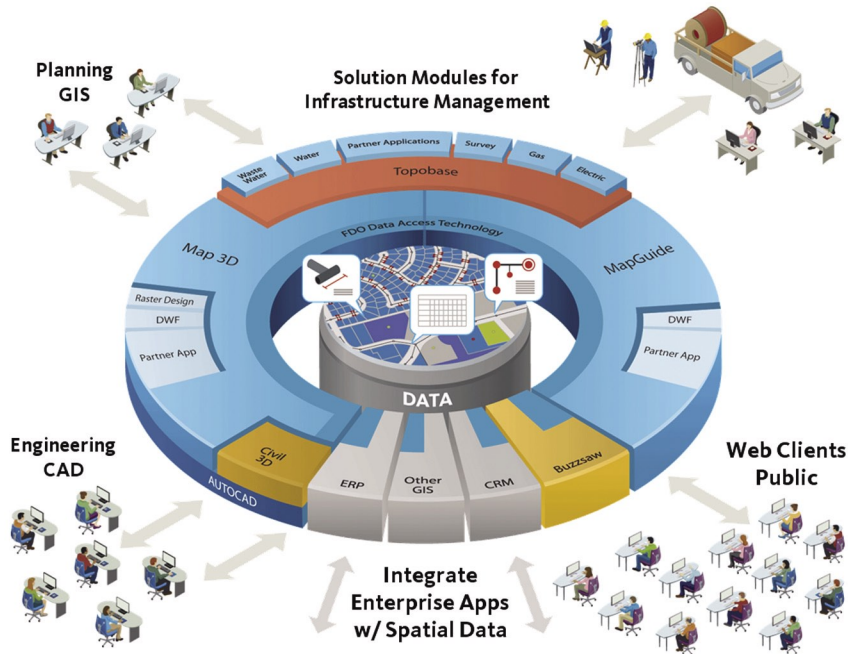 Planning
GIS
Solution Modules for
Infrastructure Management
Waste
Water
Water
Partner Applications
Survey
Gas
Electric
Topobase
FDO Data Access Technology
Map 3D
MapGuide
Raster Design
DWF
Partner App
DWF
Partner App
DATA
Engineering
CAD
Civil
3D
AUTOCAD
ERP
Other
GIS
CRM
Buzzsaw
Web Clients
Public
Integrate
Enterprise Apps
w/ Spatial Data